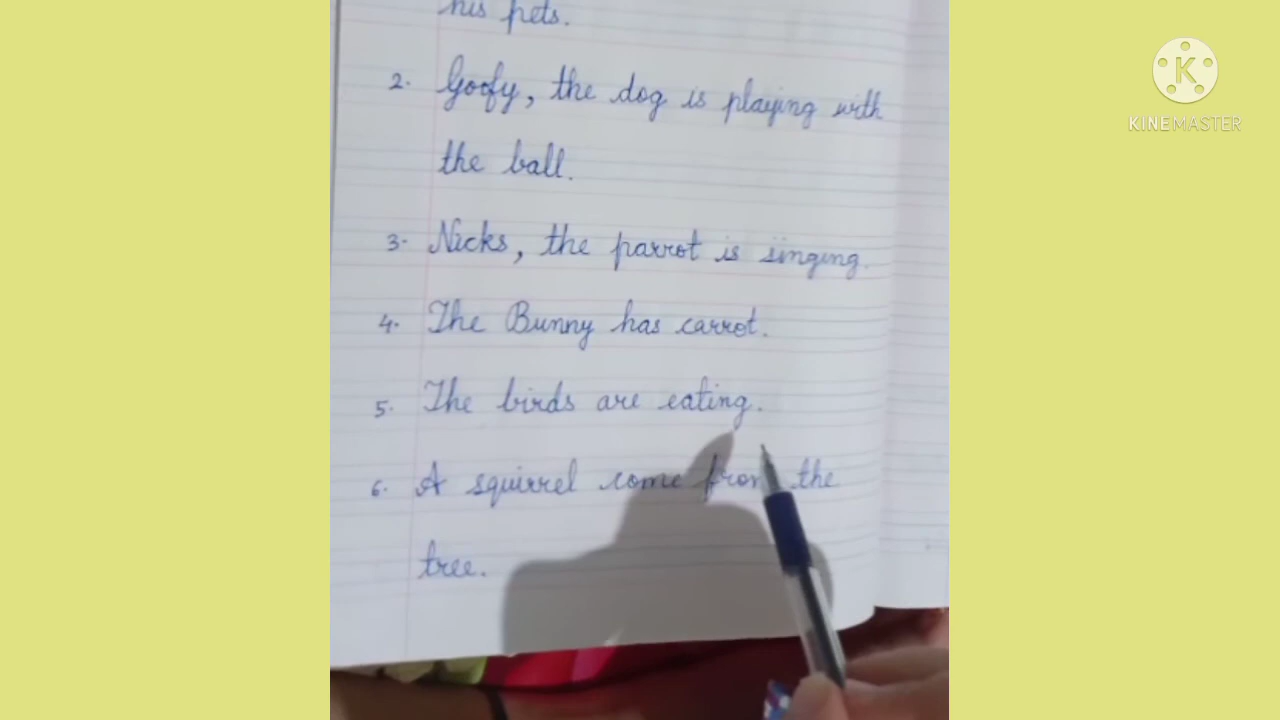 his pets.
2. Goofy, the dog is playing with
the ball.
3. Nicks, the parrot is singing.
4. The Bunny has carrot.
5. The birds are eating.
6. A squirrel come from the
tree.
K
KINEMASTER